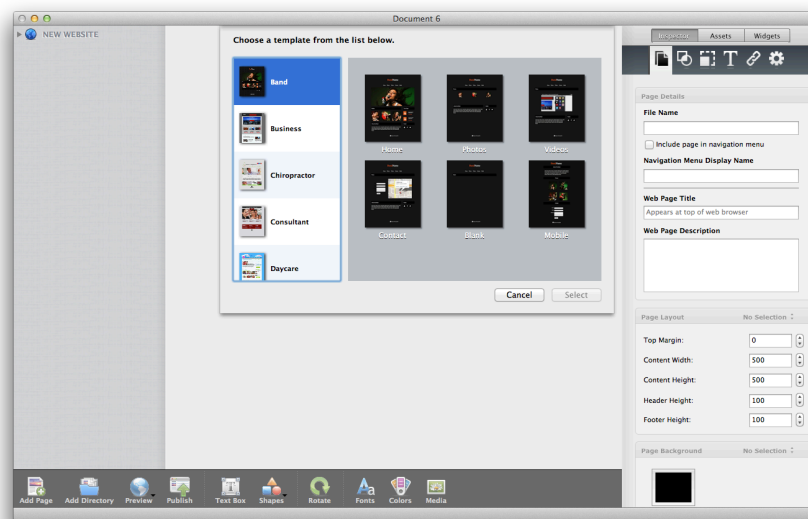 Document 6
NEW WEBSITE
Choose a template from the list below.
Band
Business
Chiropractor
Consultant
Daycare
Home
Photos
Videos
Contact
Blank
Mobile
Cancel
Select
Inspector
Assets
Widgets
Page Details
File Name
Include page in navigation menu
Navigation Menu Display Name
Web Page Title
Appears at top of web browser
Web Page Description
Page Layout
No Selection
Top Margin:
0
Content Width:
500
Content Height:
500
Header Height:
100
Footer Height:
100
Page Background
No Selection
Add Page
Add Directory
Preview
Publish
Text Box
Shapes
Rotate
Fonts
Colors
Media